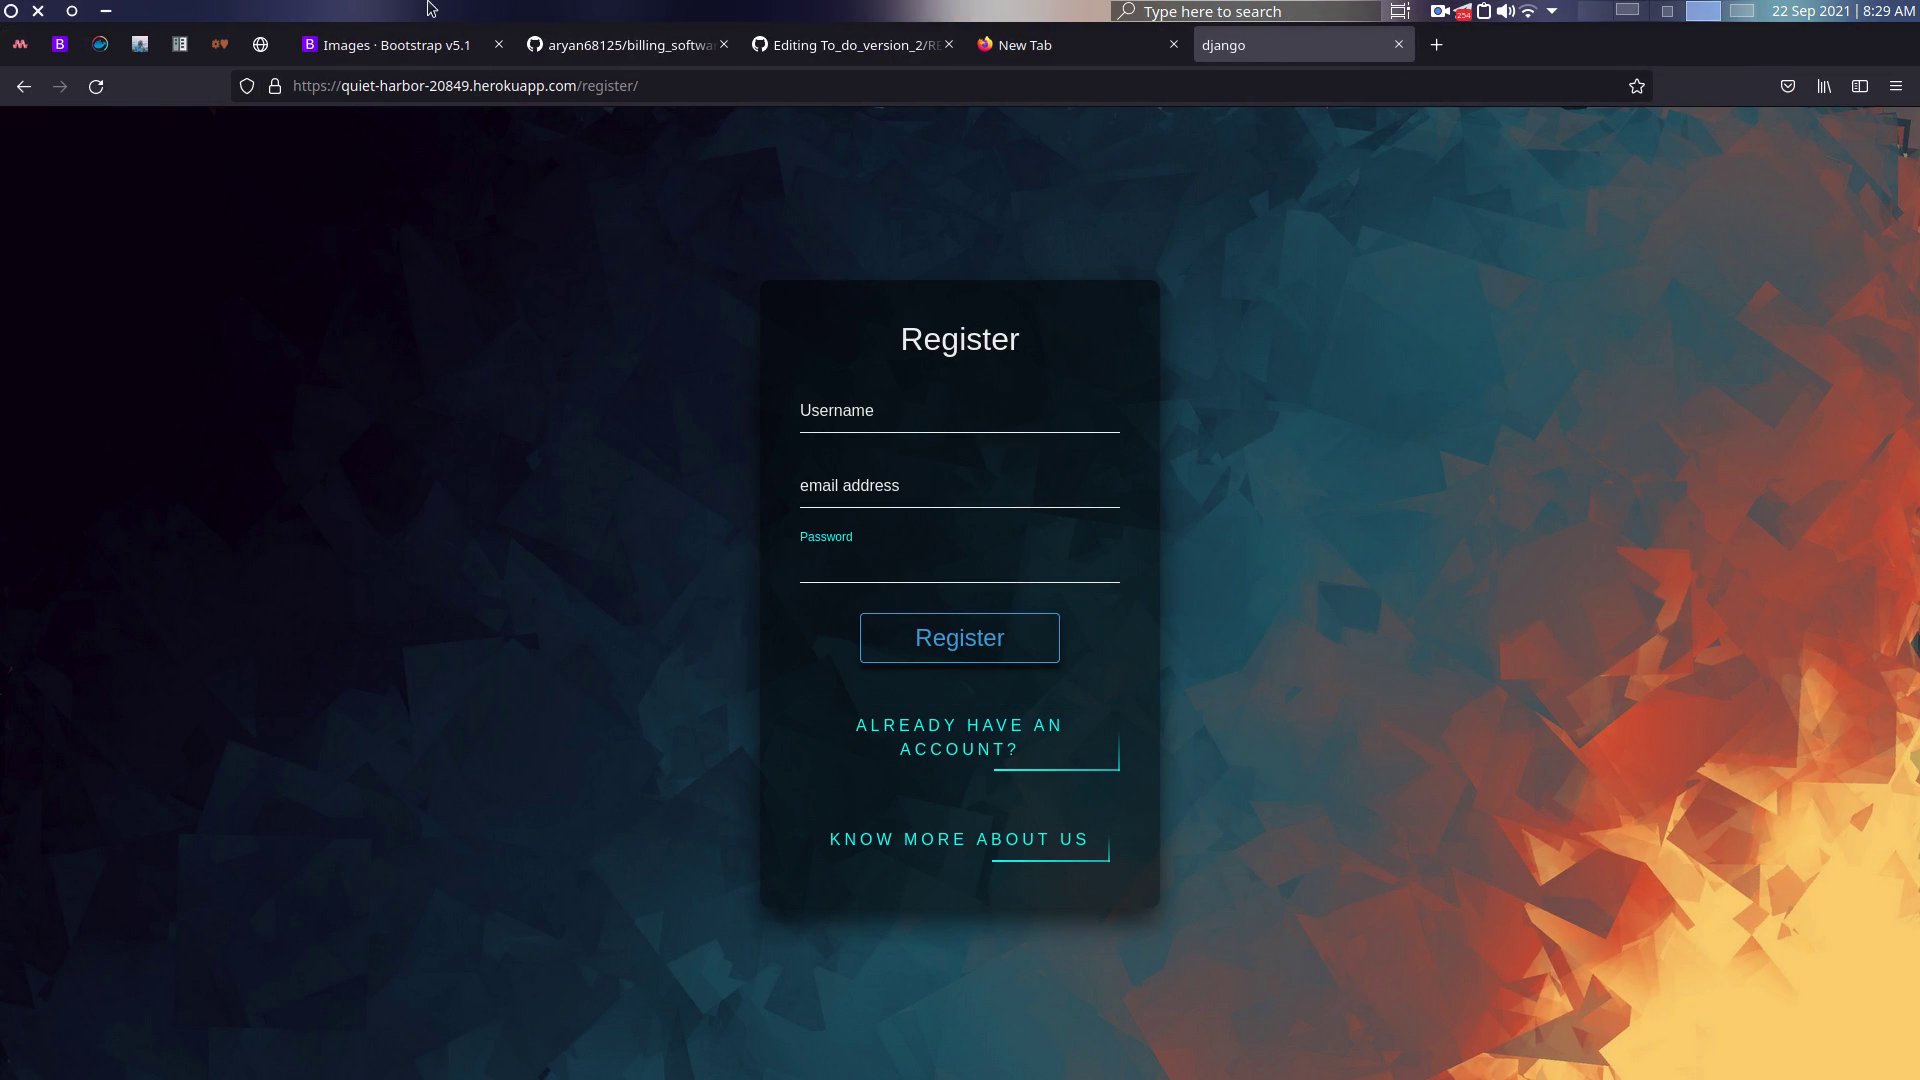 Type here to search
254
22 Sep 2021 | 8:29 AM
B
B Images · Bootstrap v5.1
aryan68125/billing_softwa
Editing To_do_version_2/RE
New Tab
django
https://quiet-harbor-20849.herokuapp.com/register/
Register
Username
email address
Password
Register
ALREADY HAVE AN
ACCOUNT?
KNOW MORE ABOUT US